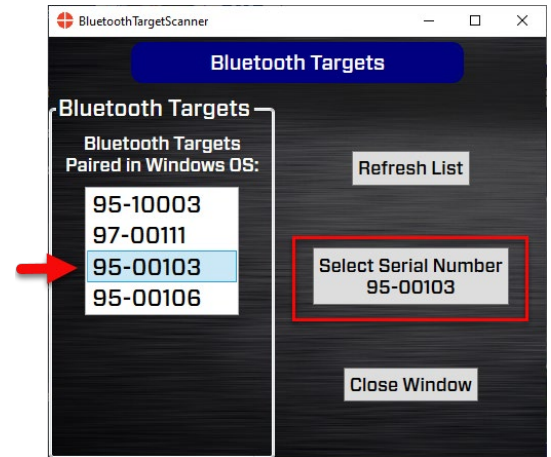 BluetoothTargetScanner
Bluetooth Targets
Bluetooth Targets
Bluetooth Targets
Paired in Windows OS:
95-10003
97-00111
95-00103
95-00106
Refresh List
Select Serial Number
95-00103
Close Window